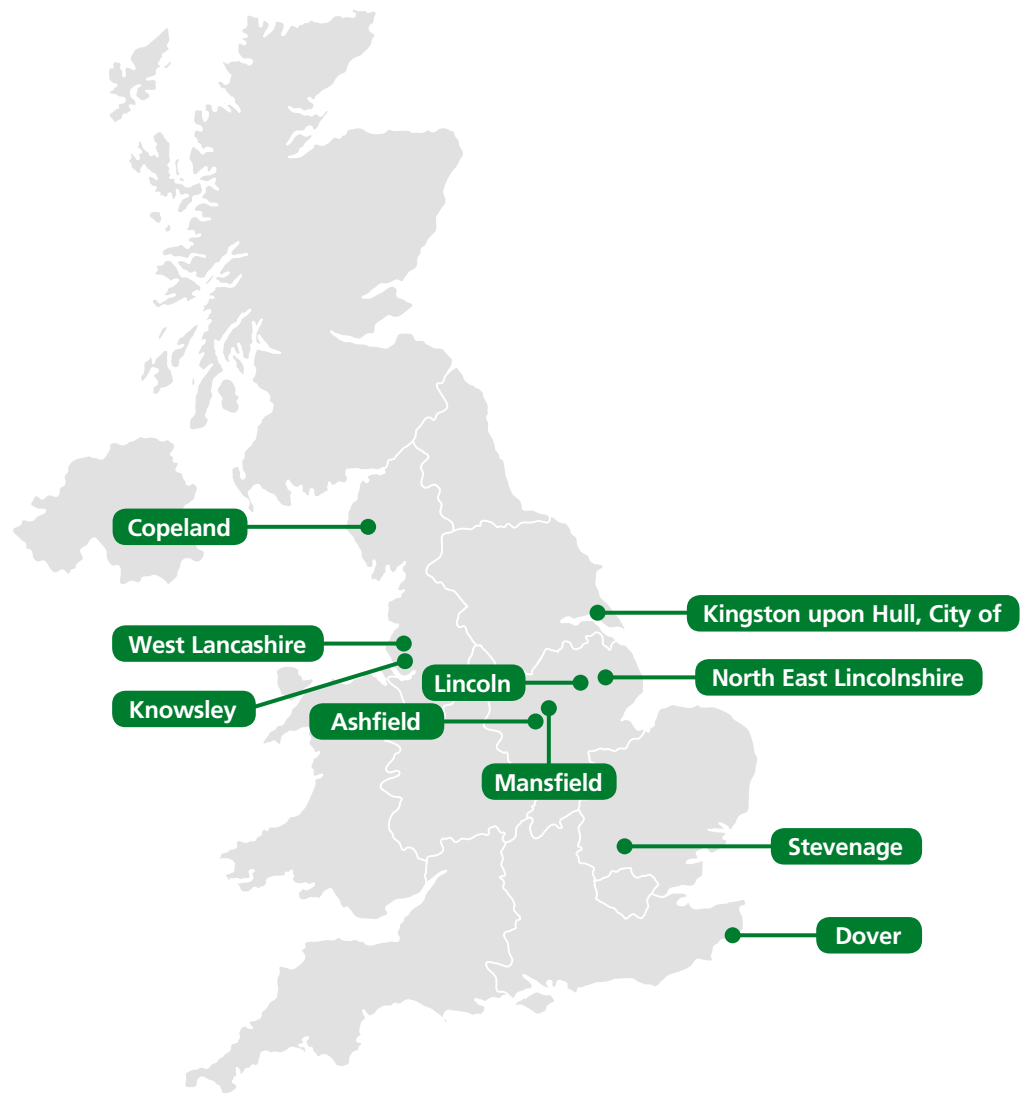 Copeland
Kingston upon Hull, City of
West Lancashire
North East Lincolnshire
Lincoln
Knowsley
Ashfield
Mansfield
Stevenage
Dover